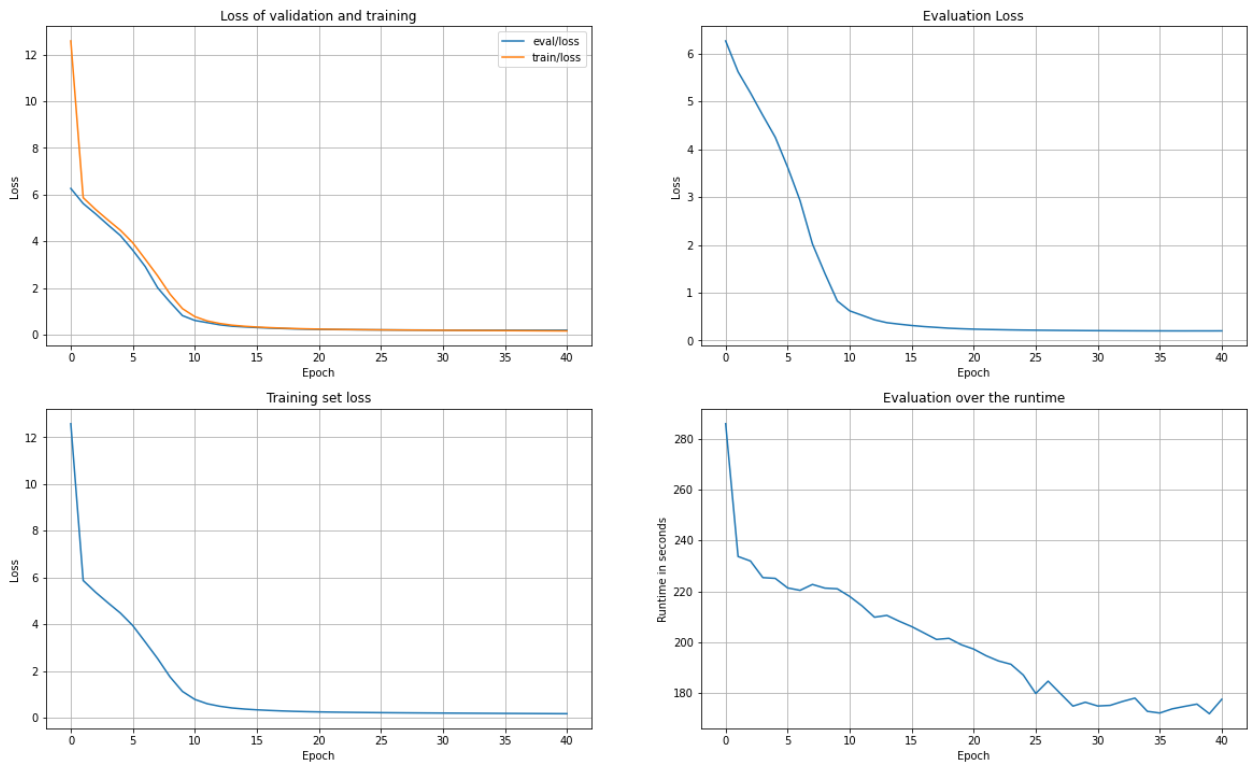 Loss of validation and training
12
10
8
6
4
2
0
Loss
eval/loss
train/loss
0 5 10 15 20 25 30 35 40
Epoch
Evaluation Loss
6
5
4
3
2
1
0
Loss
0 5 10 15 20 25 30 35 40
Epoch
Training set loss
12
10
8
6
4
2
0
Loss
0 5 10 15 20 25 30 35 40
Epoch
Evaluation over the runtime
280
260
240
220
200
180
Runtime in seconds
0 5 10 15 20 25 30 35 40
Epoch